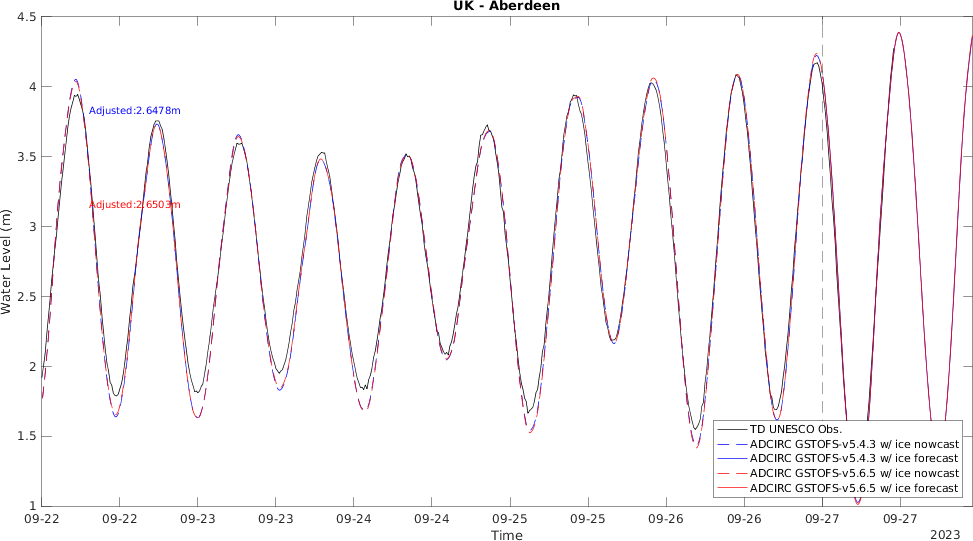 UK - Aberdeen
4.5
4
3.5
3
2.5
2
1.5
1
Water Level (m)
Adjusted:2.6478m
Adjusted:2.6503m
TD UNESCO Obs.
ADCIRC GSTOFS-v5.4.3 w/ ice nowcast
ADCIRC GSTOFS-v5.4.3 w/ ice forecast
ADCIRC GSTOFS-v5.6.5 w/ ice nowcast
ADCIRC GSTOFS-v5.6.5 w/ ice forecast
09-22 09-22 09-23 09-23 09-24 09-24 09-25 09-25 09-26 09-26 09-27 09-27
Time
2023